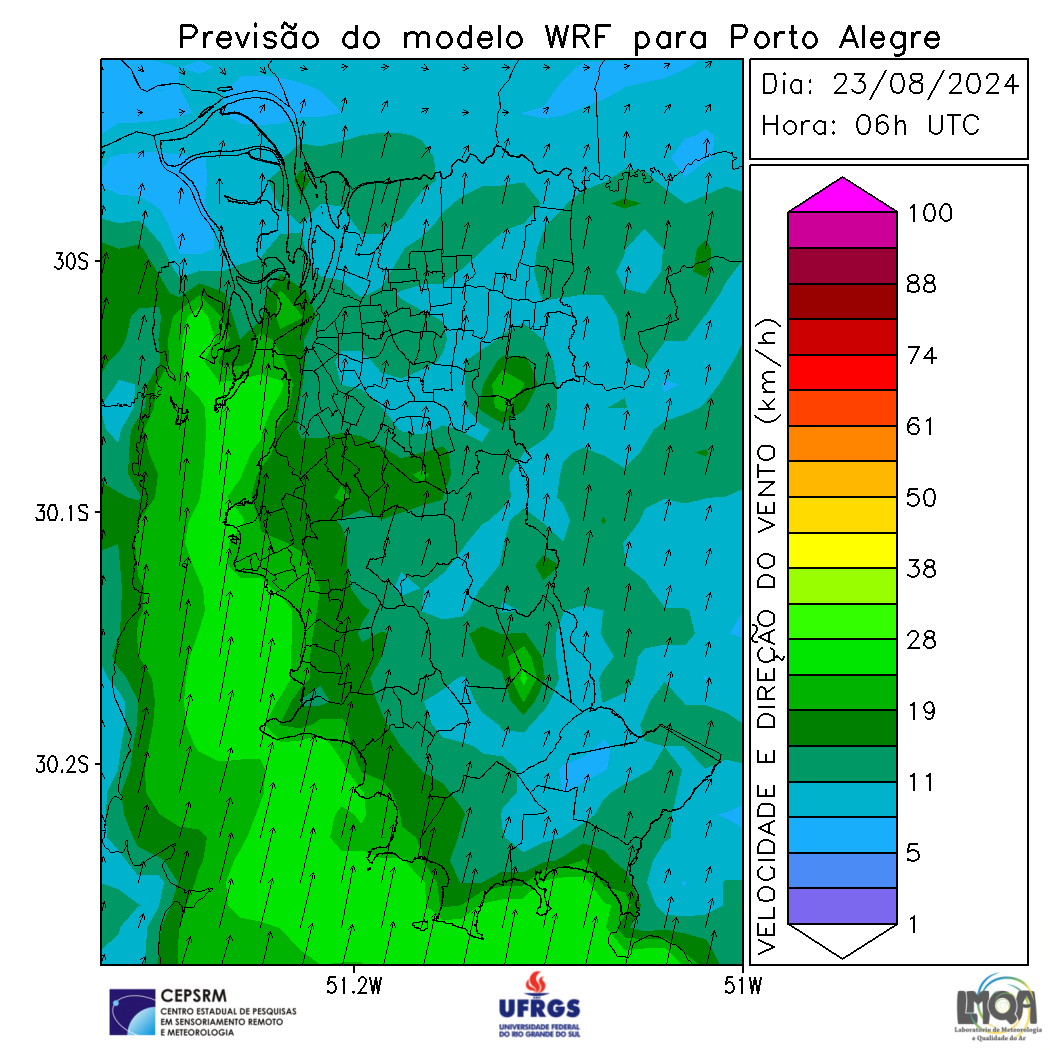 Previsão do modelo WRF para Porto Alegre
Dia: 23/08/2024
Hora: 06h UTC
30S
30.1S
30.2S
51.2W
51W
VELOCIDADE E DIREÇÃO DO VENTO (km/h)
100
88
74
61
50
38
28
19
11
5
1
CEPSRM
CENTRO ESTADUAL DE PESQUISAS
EM SENSORIAMENTO REMOTO
E METEOROLOGIA
UFRGS
UNIVERSIDADE FEDERAL
DO RIO GRANDE DO SUL
LMQA
Laboratório de Meteorologia
e Qualidade do Ar